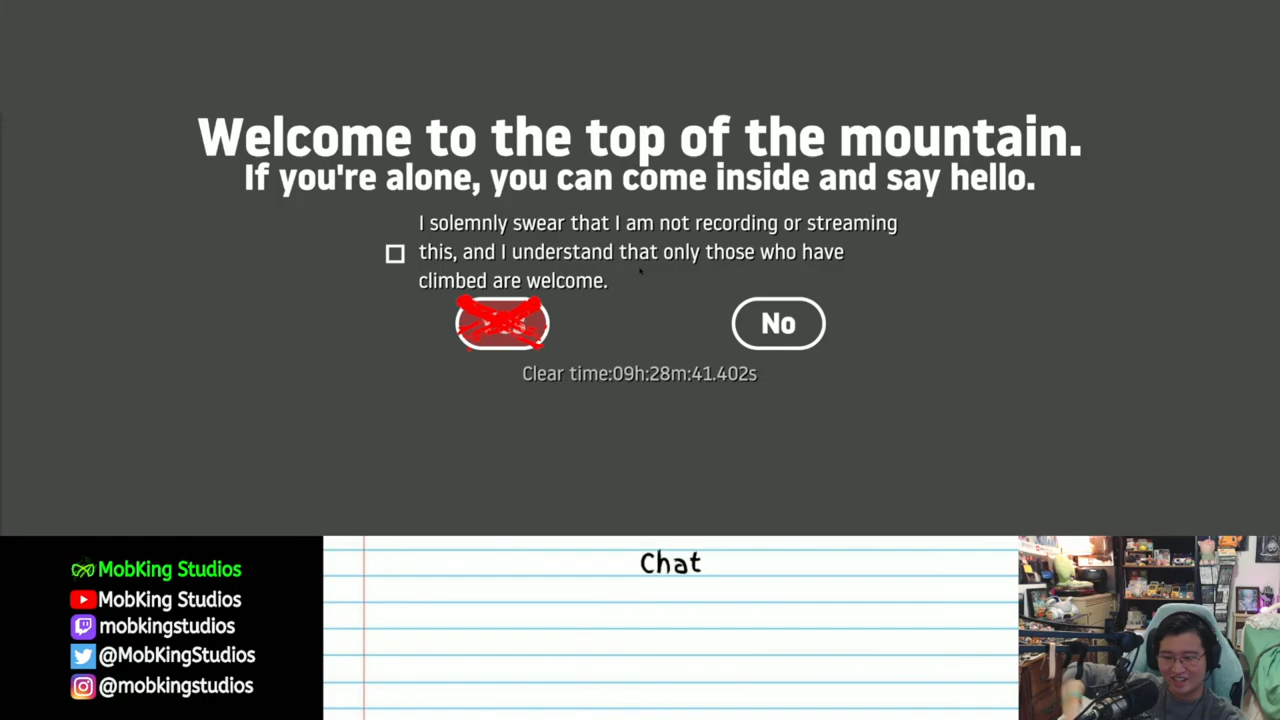 Welcome to the top of the mountain.
If you're alone, you can come inside and say hello.
I solemnly swear that I am not recording or streaming
this, and I understand that only those who have
climbed are welcome.
No
Clear time:09h:28m:41.402s
Chat
MobKing Studios
MobKing Studios
mobkingstudios
@MobKingStudios
@mobkingstudios